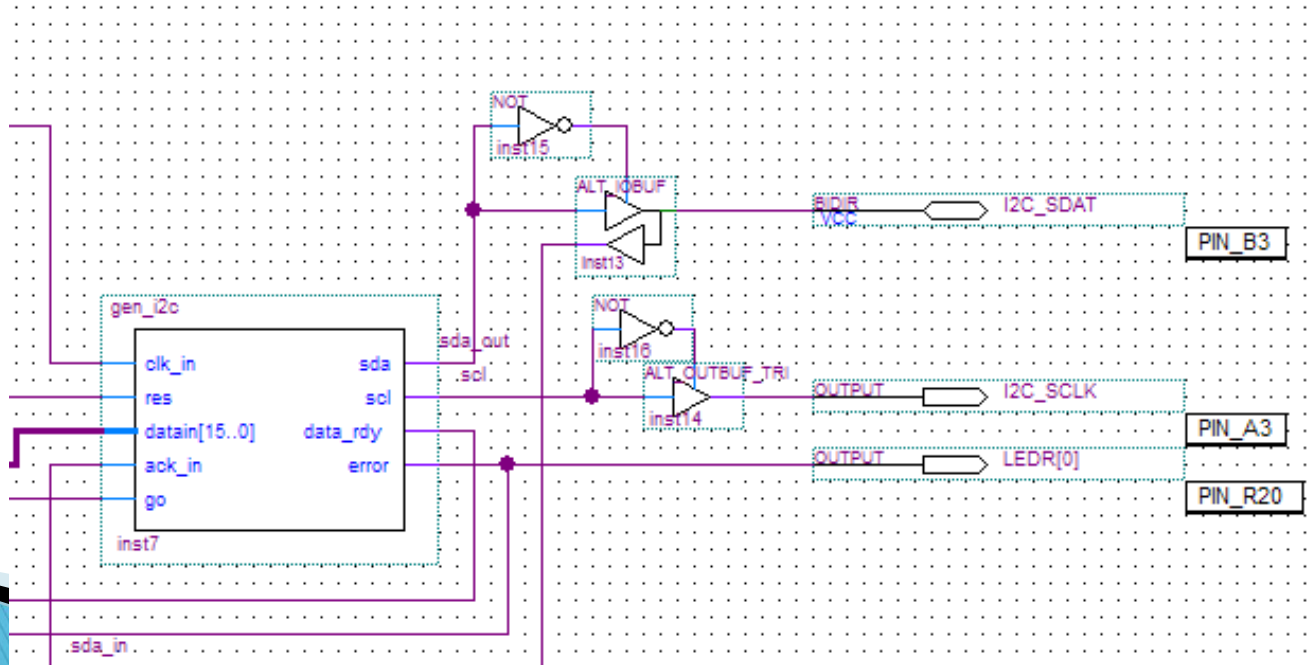 NOT
inst15
ALT_IOBUF
inst13
BIDIR
VCC
I2C_SDAT
PIN_B3
gen_i2c
NOT
inst16
sda_out
scl
ALT_OUTBUF_TRI
inst14
OUTPUT
I2C_SCLK
PIN_A3
clk_in
sda
res
scl
datain[15..0]
data_rdy
ack_in
error
go
inst7
OUTPUT
LEDR[0]
PIN_R20
sda_in